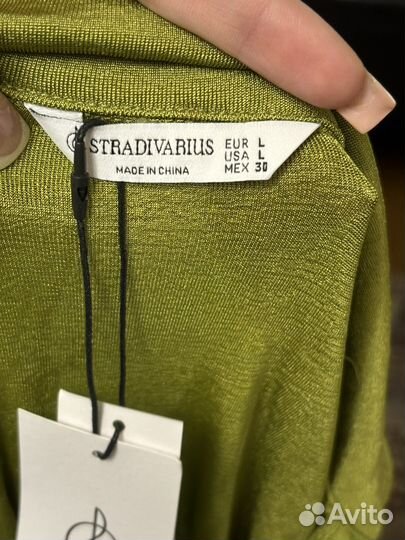 STRADIVARIUS
MADE IN CHINA
EUR L
USA L
MEX 30
Avito